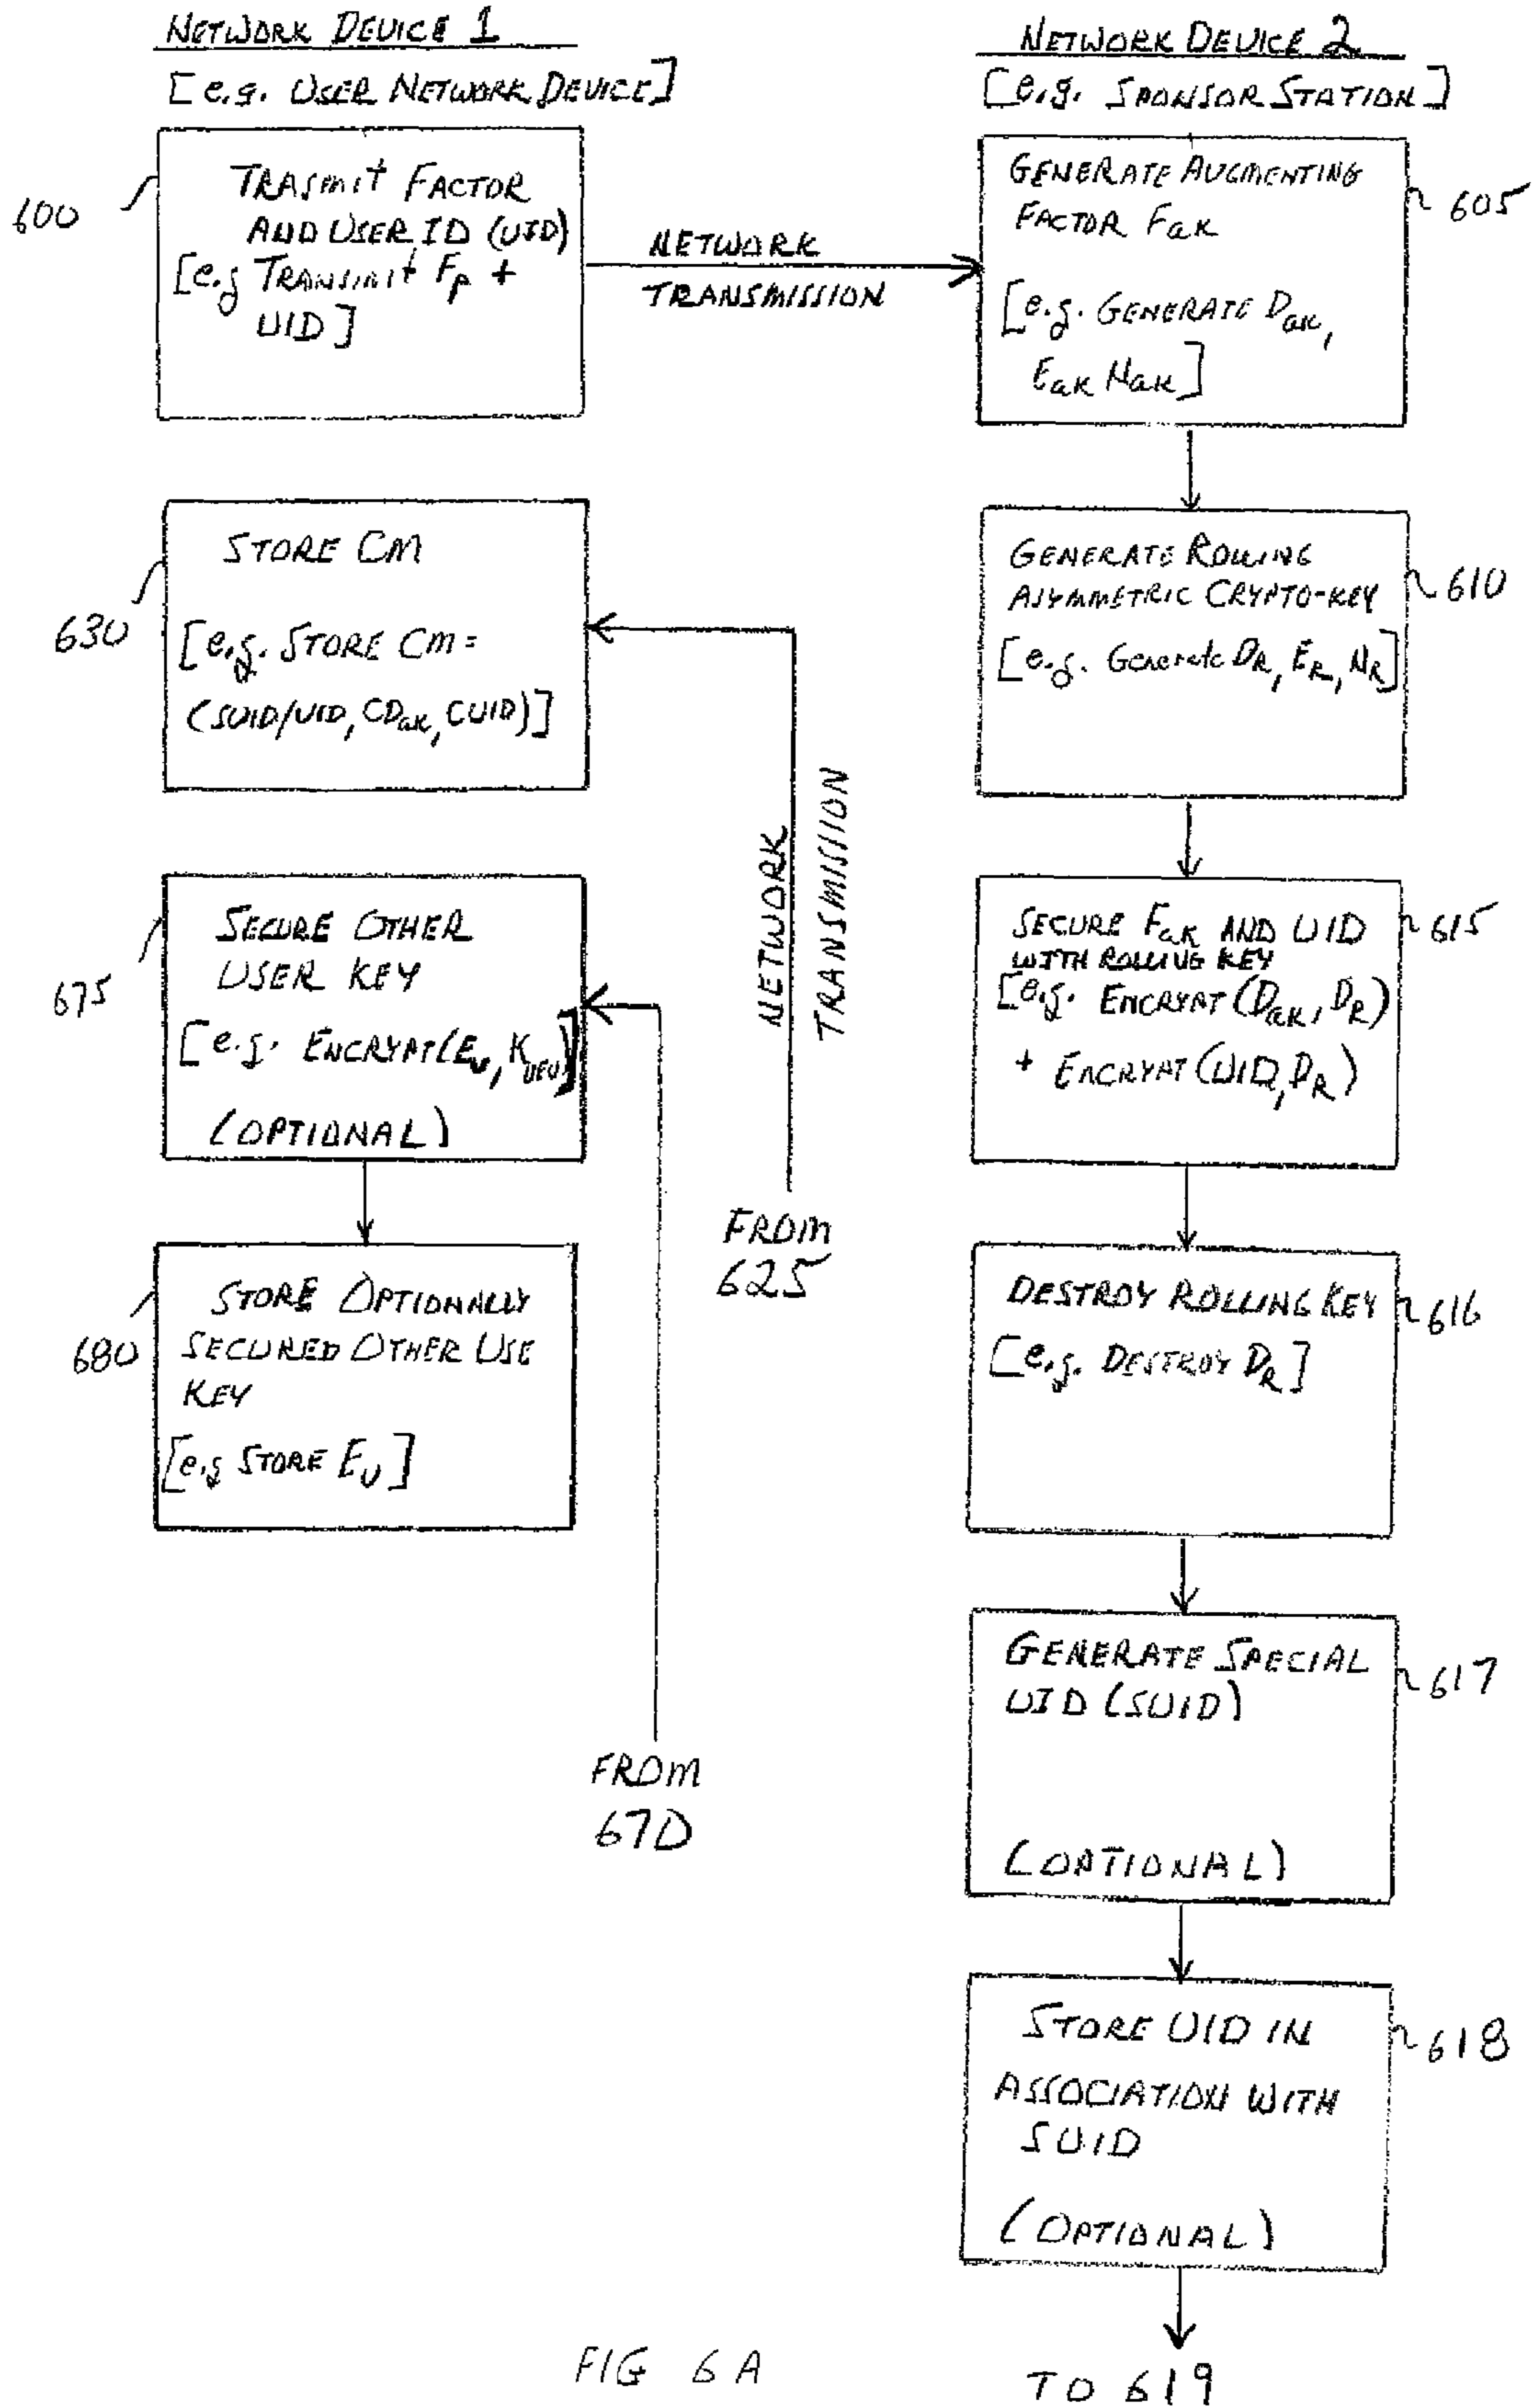 NETWORK DEVICE 1
[e.g. USER NETWORK DEVICE]
600
TRASMIT FACTOR
AND USER ID (UID)
[e.g TRANSMIT Fp +
UID]
NETWORK
TRANSMISSION
630
STORE CM
[e.g. STORE CM =
(SUID/UID, CDak, CUID)]
NETWORK
TRANSMISSION
FROM
625
675
SECURE OTHER
USER KEY
[e.g. ENCRYPT(EU, KUEU)]
(OPTIONAL)
FROM
670
680
STORE OPTIONALLY
SECURED OTHER USE
KEY
[e.g STORE EU]
NETWORK DEVICE 2
[e.g. SPONSOR STATION]
605
GENERATE AUGMENTING
FACTOR Fak
[e.g. GENERATE Dak,
Eak Nak]
610
GENERATE ROLLING
ASYMMETRIC CRYPTO-KEY
[e.g. Generate DR, ER, NR]
615
SECURE Fak AND UID
WITH ROLLING KEY
[e.g. ENCRYPT(Dak, DR)
+ ENCRYPT(UID, DR)
616
DESTROY ROLLING KEY
[e.g. DESTROY DR]
617
GENERATE SPECIAL
UID (SUID)
(OPTIONAL)
618
STORE UID IN
ASSOCIATION WITH
SUID
(OPTIONAL)
TO 619
FIG 6A